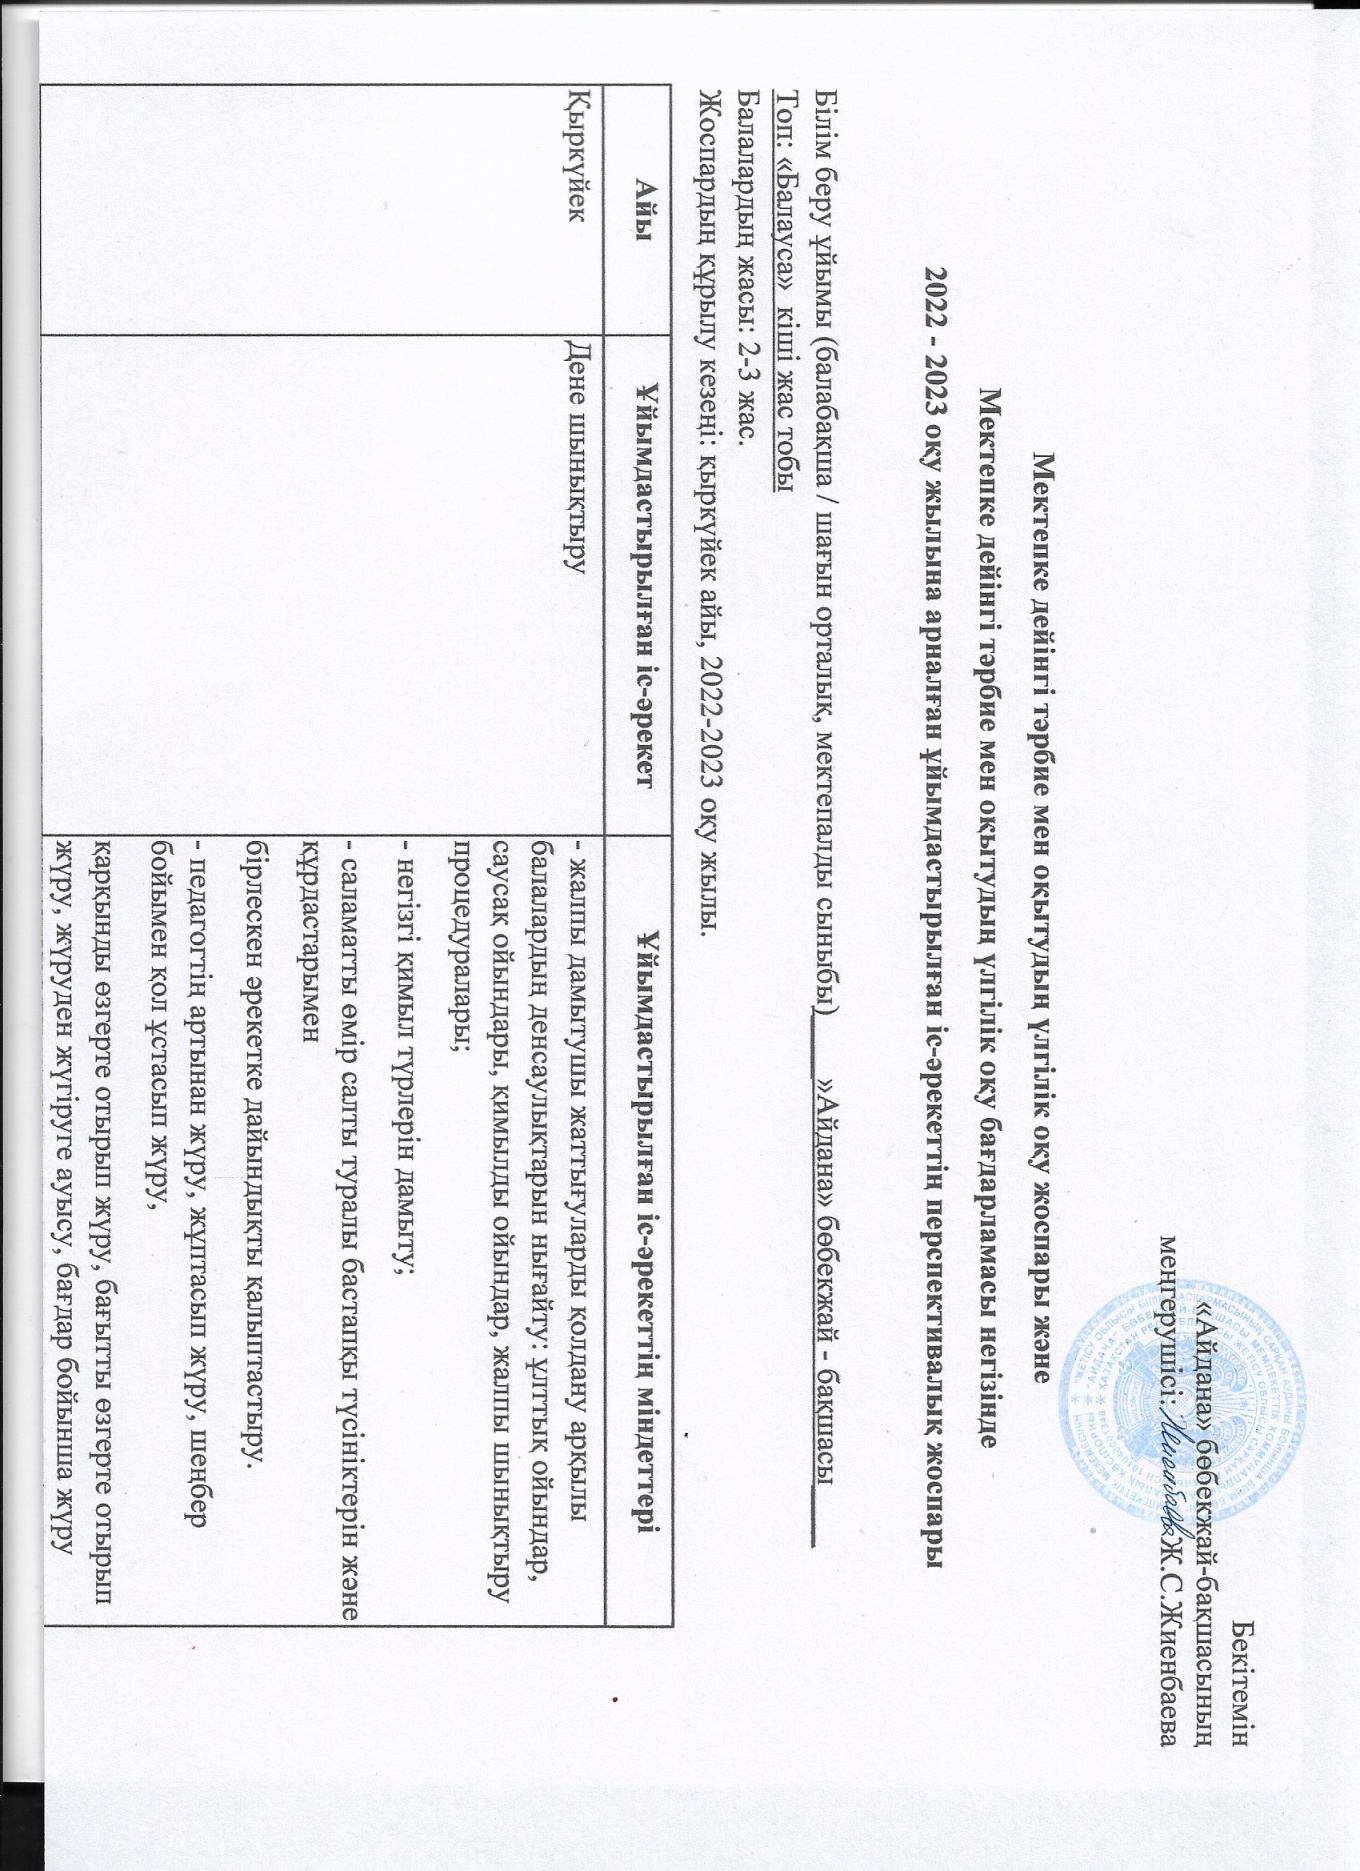 Бекітемін
«Айдана» бөбекжай-бақшасының
меңгерушісі: Ж.С.Жиенбаева
Мектепке дейінгі тәрбие мен оқытудың үлгілік оқу жоспары және
Мектепке дейінгі тәрбие мен оқытудың үлгілік оқу бағдарламасы негізінде
2022 - 2023 оқу жылына арналған ұйымдастырылған іс-әрекеттің перспективалық жоспары
Білім беру ұйымы (балабақша / шағын орталық, мектепалды сыныбы)_____ »Айдана» бөбекжай - бақшасы_____
Топ: «Балауса» кіші жас тобы
Балалардың жасы: 2-3 жас.
Жоспардың құрылу кезеңі: қыркүйек айы, 2022-2023 оқу жылы.
Айы
Ұйымдастырылған іс-әрекет
Ұйымдастырылған іс-әрекеттің міндеттері
Қыркүйек
Дене шынықтыру
- жалпы дамытушы жаттығуларды қолдану арқылы
балалардың денсаулықтарын нығайту: ұлттық ойындар,
саусақ ойындары, қимылды ойындар, жалпы шынықтыру
процедуралары;
- негізгі қимыл түрлерін дамыту;
- саламатты өмір салты туралы бастапқы түсініктерін және
құрдастарымен
бірлескен әрекетке дайындықты қалыптастыру.
- педагогтің артынан жүру, жұптасып жүру, шеңбер
бойымен қол ұстасып жүру,
қарқынды өзгерте отырып жүру, бағытты өзгерте отырып
жүру, жүруден жүгіруге ауысу, бағдар бойынша жүру